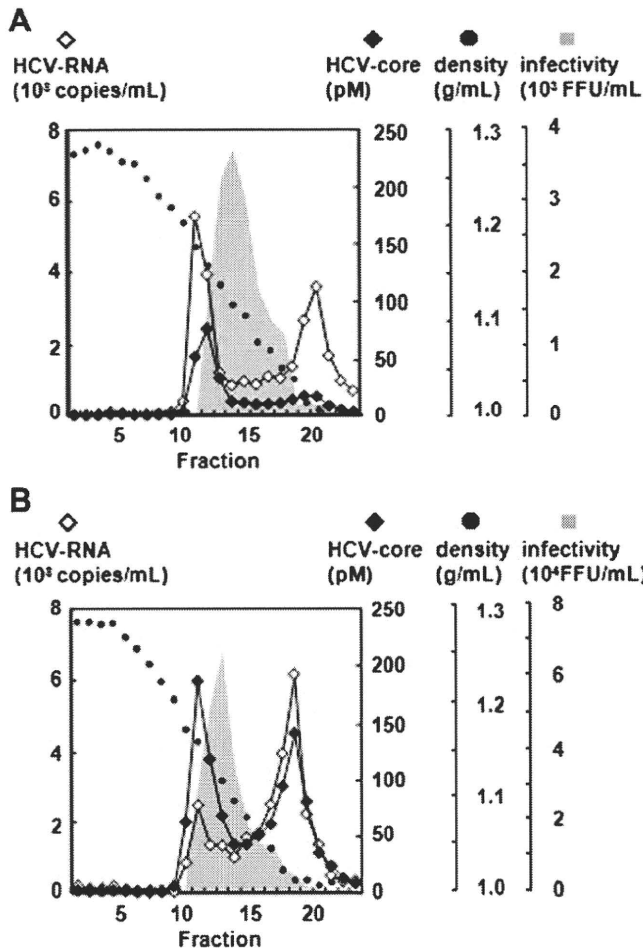 A
HCV-RNA
(10⁸ copies/mL)
HCV-core
(pM)
density
(g/mL)
infectivity
(10³ FFU/mL
8
6
4
2
0
5
10
15
20
Fraction
250
200
150
100
50
0
1.3
1.2
1.1
1.0
4
3
2
1
0
B
HCV-RNA
(10⁸ copies/mL)
HCV-core
(pM)
density
(g/mL)
infectivity
(10⁴FFU/mL)
8
6
4
2
0
5
10
15
20
Fraction
250
200
150
100
50
0
1.3
1.2
1.1
1.0
8
6
4
2
0